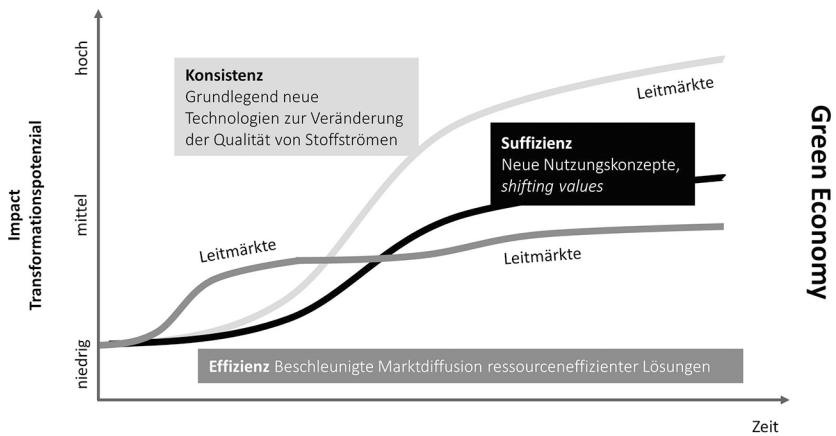 hoch
Konsistenz
Grundlegend neue
Technologien zur Veränderung
der Qualität von Stoffströmen
Leitmärkte
Suffizienz
Neue Nutzungskonzepte,
shifting values
Green Economy
Impact
Transformationspotenzial
mittel
Leitmärkte
Leitmärkte
niedrig
Effizienz Beschleunigte Marktdiffusion ressourceneffizienter Lösungen
Zeit